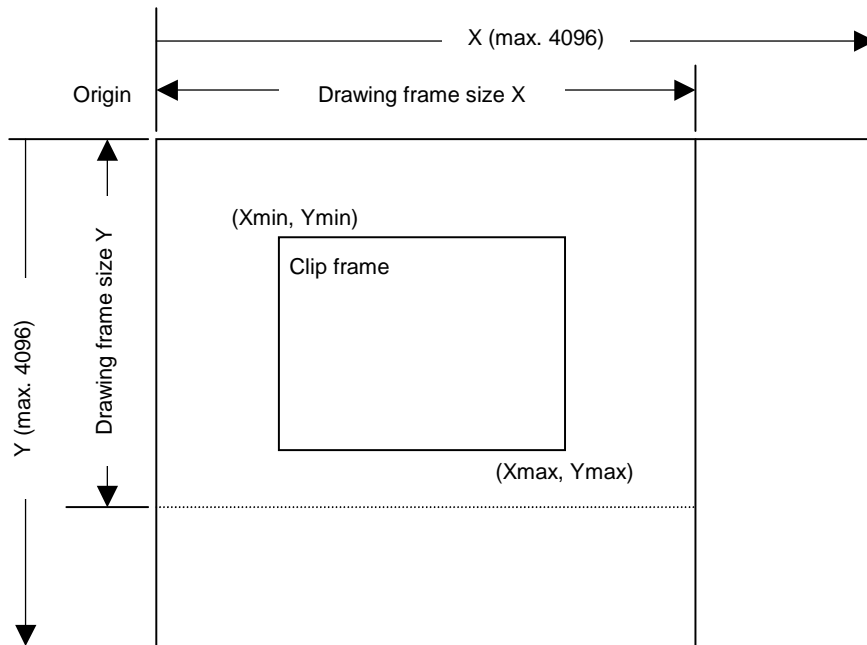 X (max. 4096)
Origin
Drawing frame size X
(Xmin, Ymin)
Clip frame
Drawing frame size Y
Y (max. 4096)
(Xmax, Ymax)